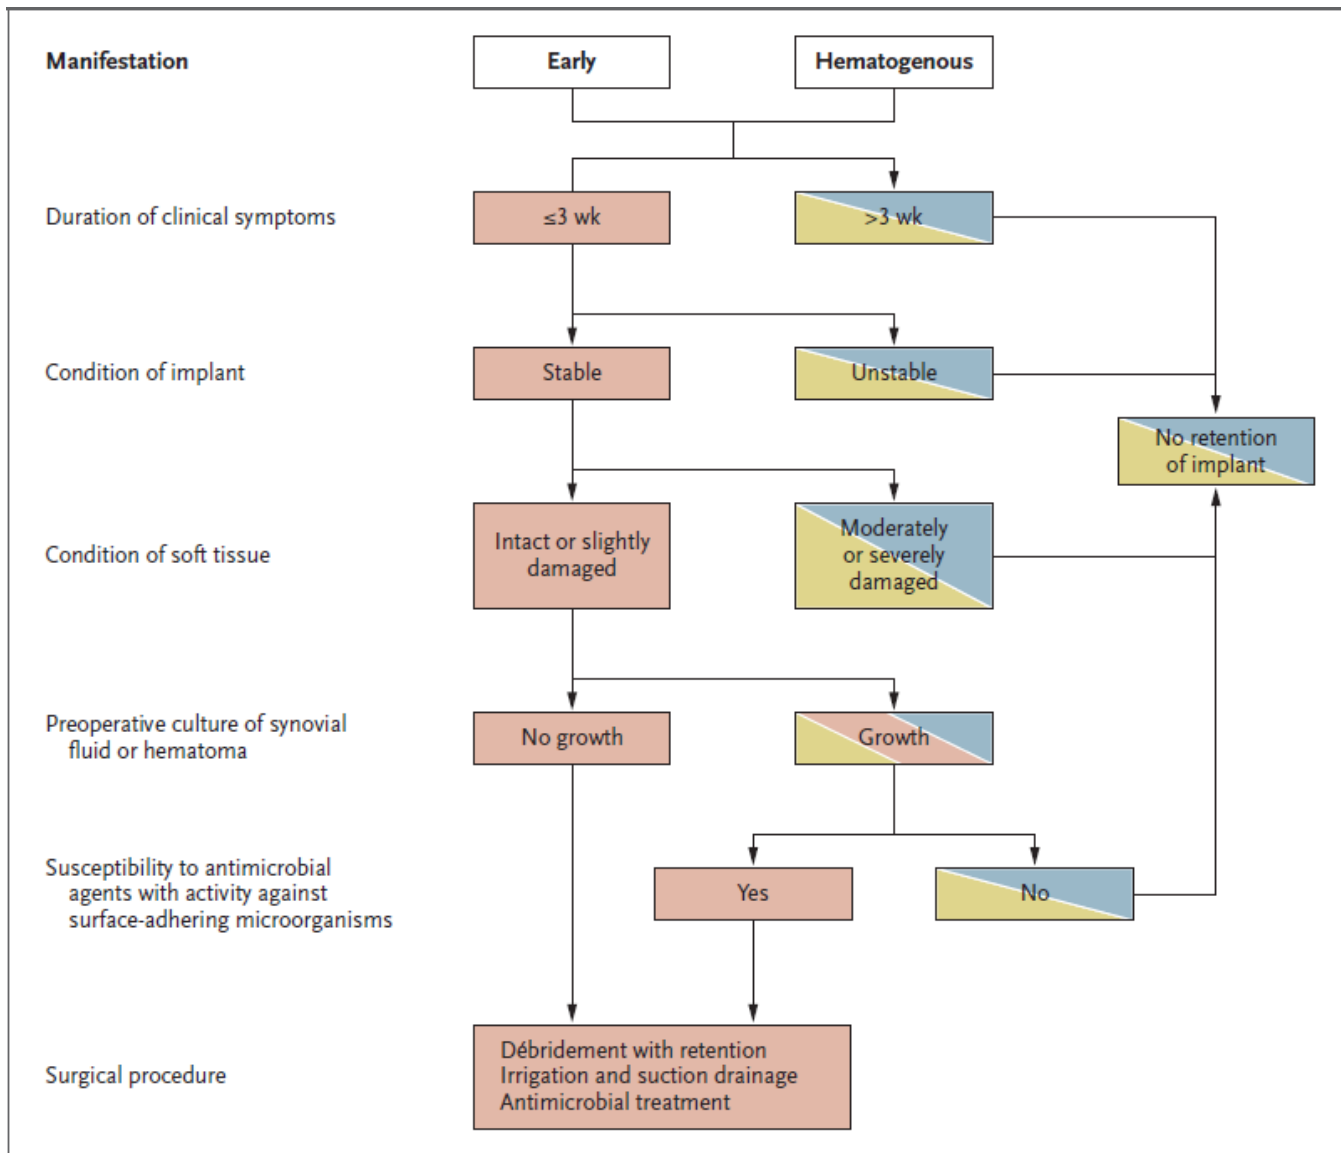 Manifestation
Early
Hematogenous
Duration of clinical symptoms
≤3 wk
>3 wk
Condition of implant
Stable
Unstable
No retention
of implant
Condition of soft tissue
Intact or slightly
damaged
Moderately
or severely
damaged
Preoperative culture of synovial
fluid or hematoma
No growth
Growth
Susceptibility to antimicrobial
agents with activity against
surface-adhering microorganisms
Yes
No
Surgical procedure
Débridement with retention
Irrigation and suction drainage
Antimicrobial treatment